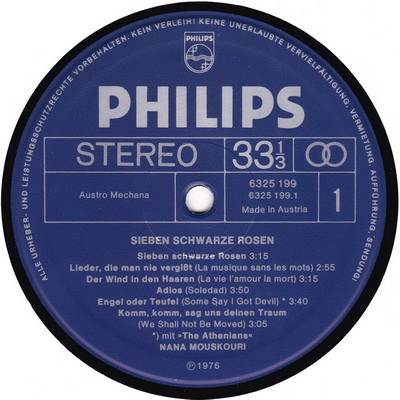 ALLE URHEBER- UND LEISTUNGSSCHUTZRECHTE VORBEHALTEN. KEIN VERLEIH! KEINE UNERLAUBTE VERVIELFÄLTIGUNG, VERMIETUNG, AUFFÜHRUNG, SENDUNG!
PHILIPS
PHILIPS
STEREO 33 1/3
Austro Mechana
6325 199
6325 199.1
Made in Austria
1
SIEBEN SCHWARZE ROSEN
Sieben schwarze Rosen 3:15
Lieder, die man nie vergißt (La musique sans les mots) 2:55
Der Wind in den Haaren (La vie l'amour la mort) 3:15
Adios (Soledad) 3:50
Engel oder Teufel (Some Say I Got Devil) * 3:40
Komm, komm, sag uns deinen Traum
(We Shall Not Be Moved) 3:05
*) mit »The Athenians«
NANA MOUSKOURI
Ⓟ 1976